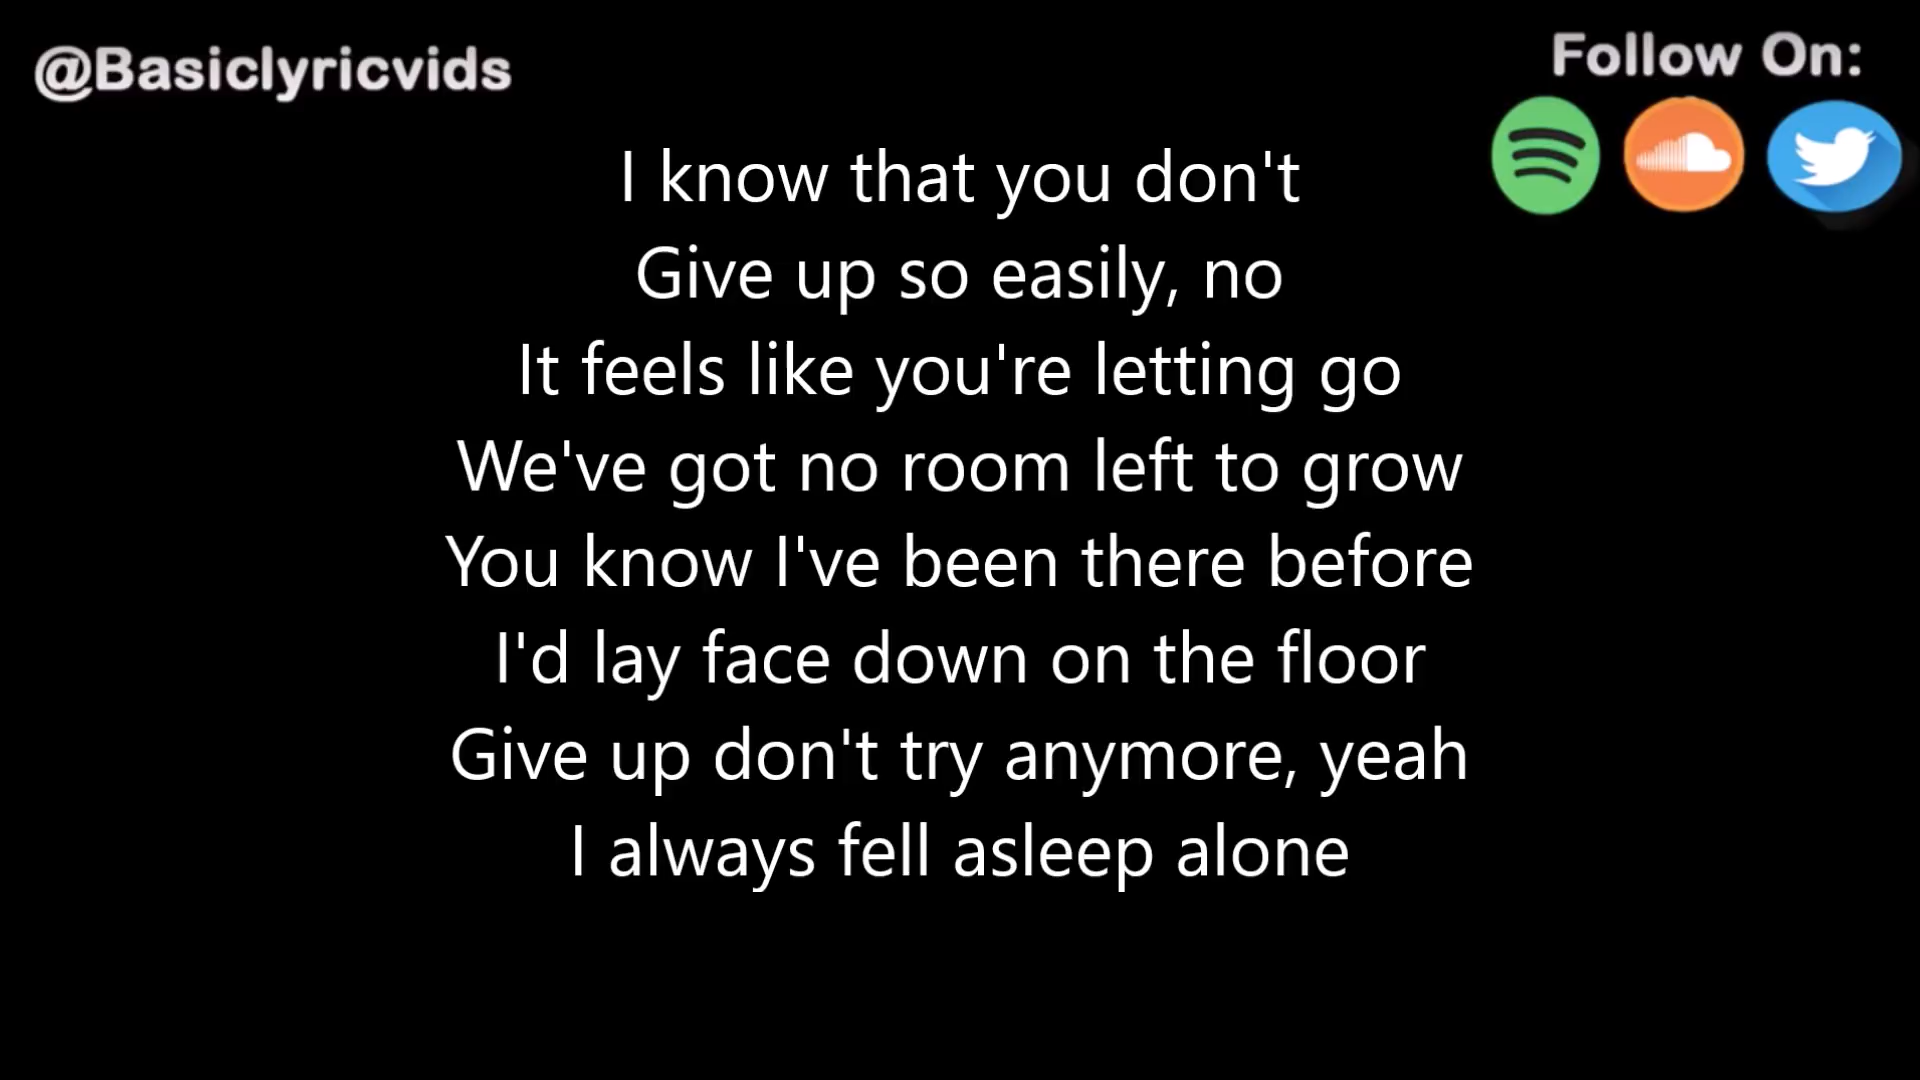 @Basiclyricvids
Follow On:
I know that you don't
Give up so easily, no
It feels like you're letting go
We've got no room left to grow
You know I've been there before
I'd lay face down on the floor
Give up don't try anymore, yeah
I always fell asleep alone